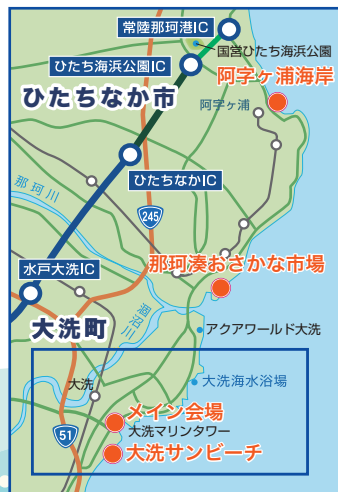 常陸那珂港IC
国営ひたち海浜公園
ひたち海浜公園IC
阿字ヶ浦海岸
ひたちなか市
阿字ヶ浦
ひたちなかIC
那珂川
245
那珂湊おさかな市場
水戸大洗IC
涸沼川
アクアワールド大洗
大洗町
大洗海水浴場
大洗
メイン会場
大洗マリンタワー
51
大洗サンビーチ